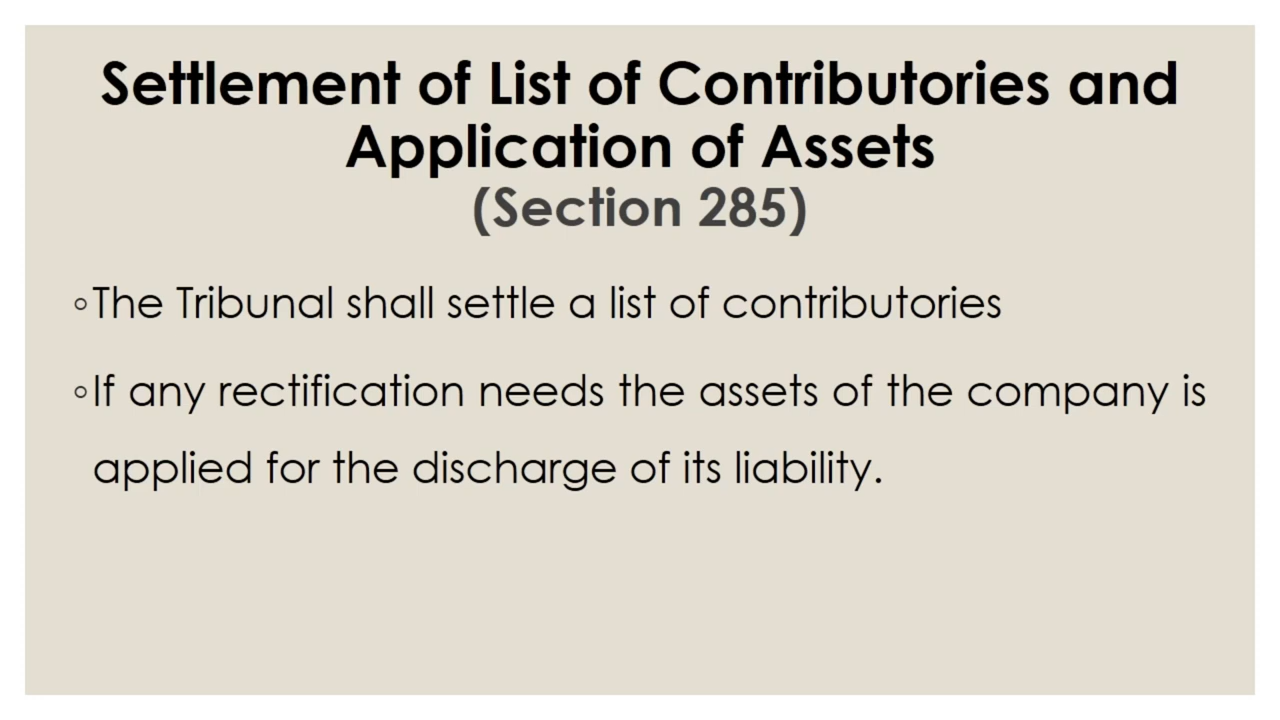 Settlement of List of Contributories and
Application of Assets
(Section 285)
◦The Tribunal shall settle a list of contributories
◦If any rectification needs the assets of the company is
applied for the discharge of its liability.